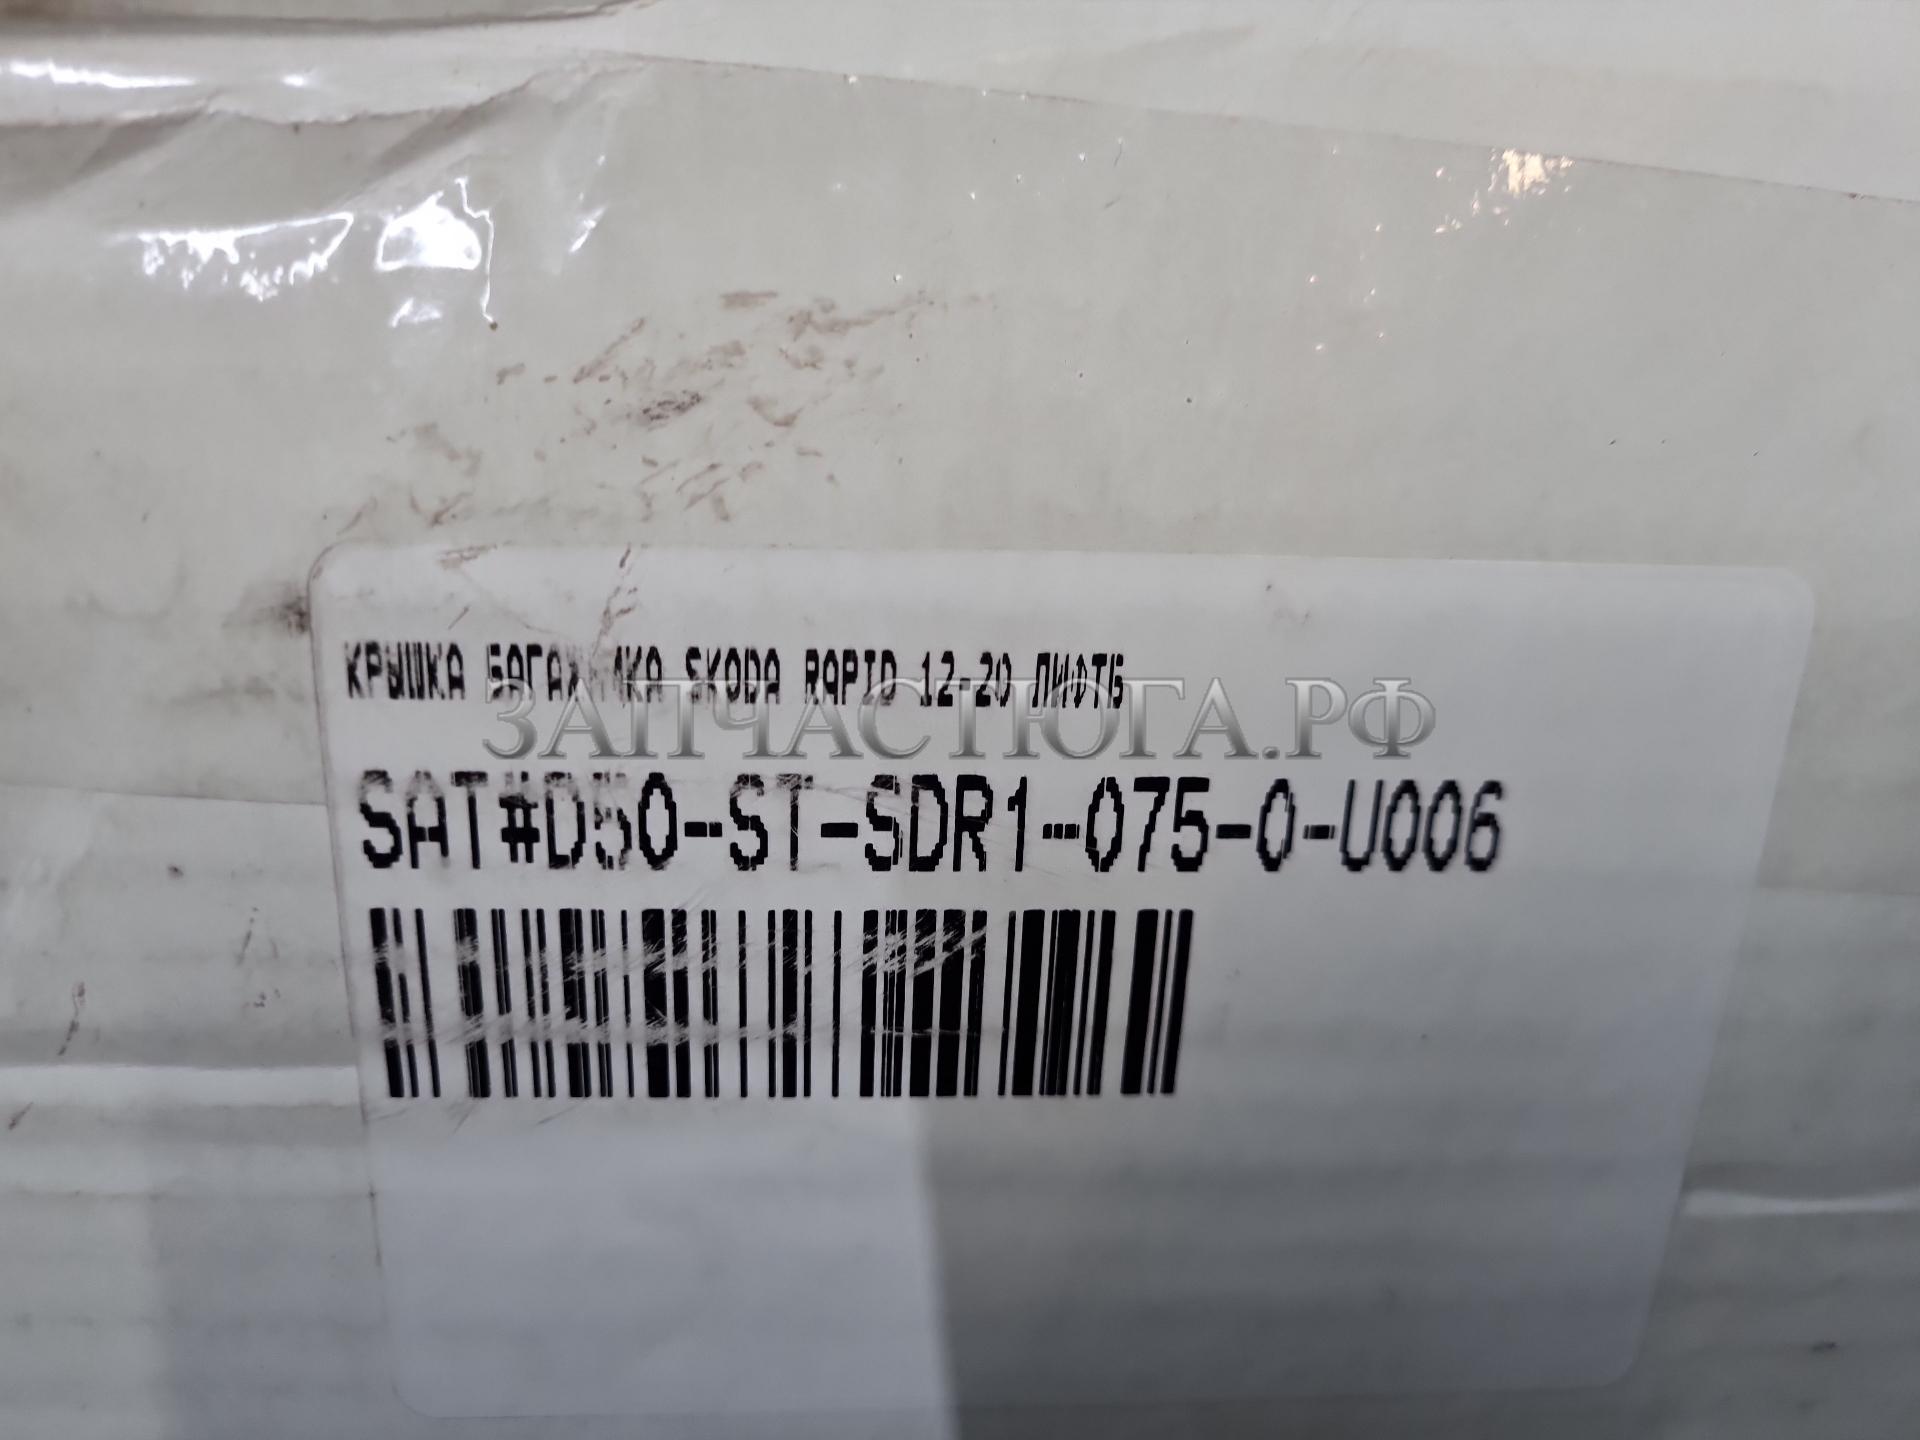 КРЫШКА БАГАЖНИКА SKODA RAPID 12-20 ЛИФТБ
ЗАПЧАСТЮГА.РФ
SAT#D50-ST-SDR1-075-0-U006